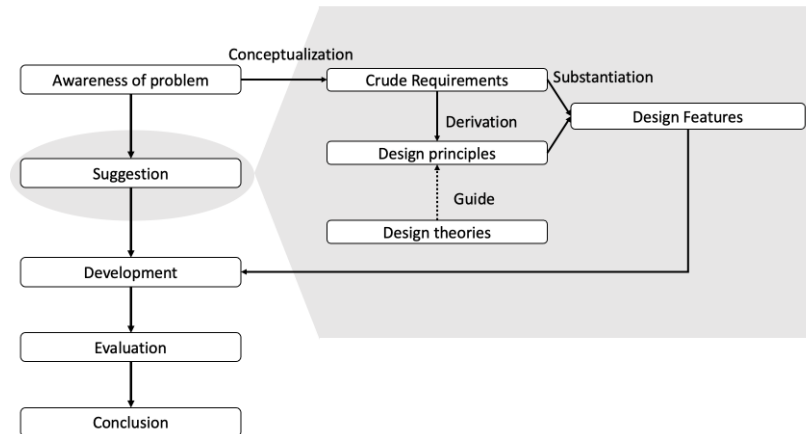 Conceptualization
Awareness of problem
Crude Requirements
Substantiation
Derivation
Design Features
Design principles
Suggestion
Guide
Design theories
Development
Evaluation
Conclusion